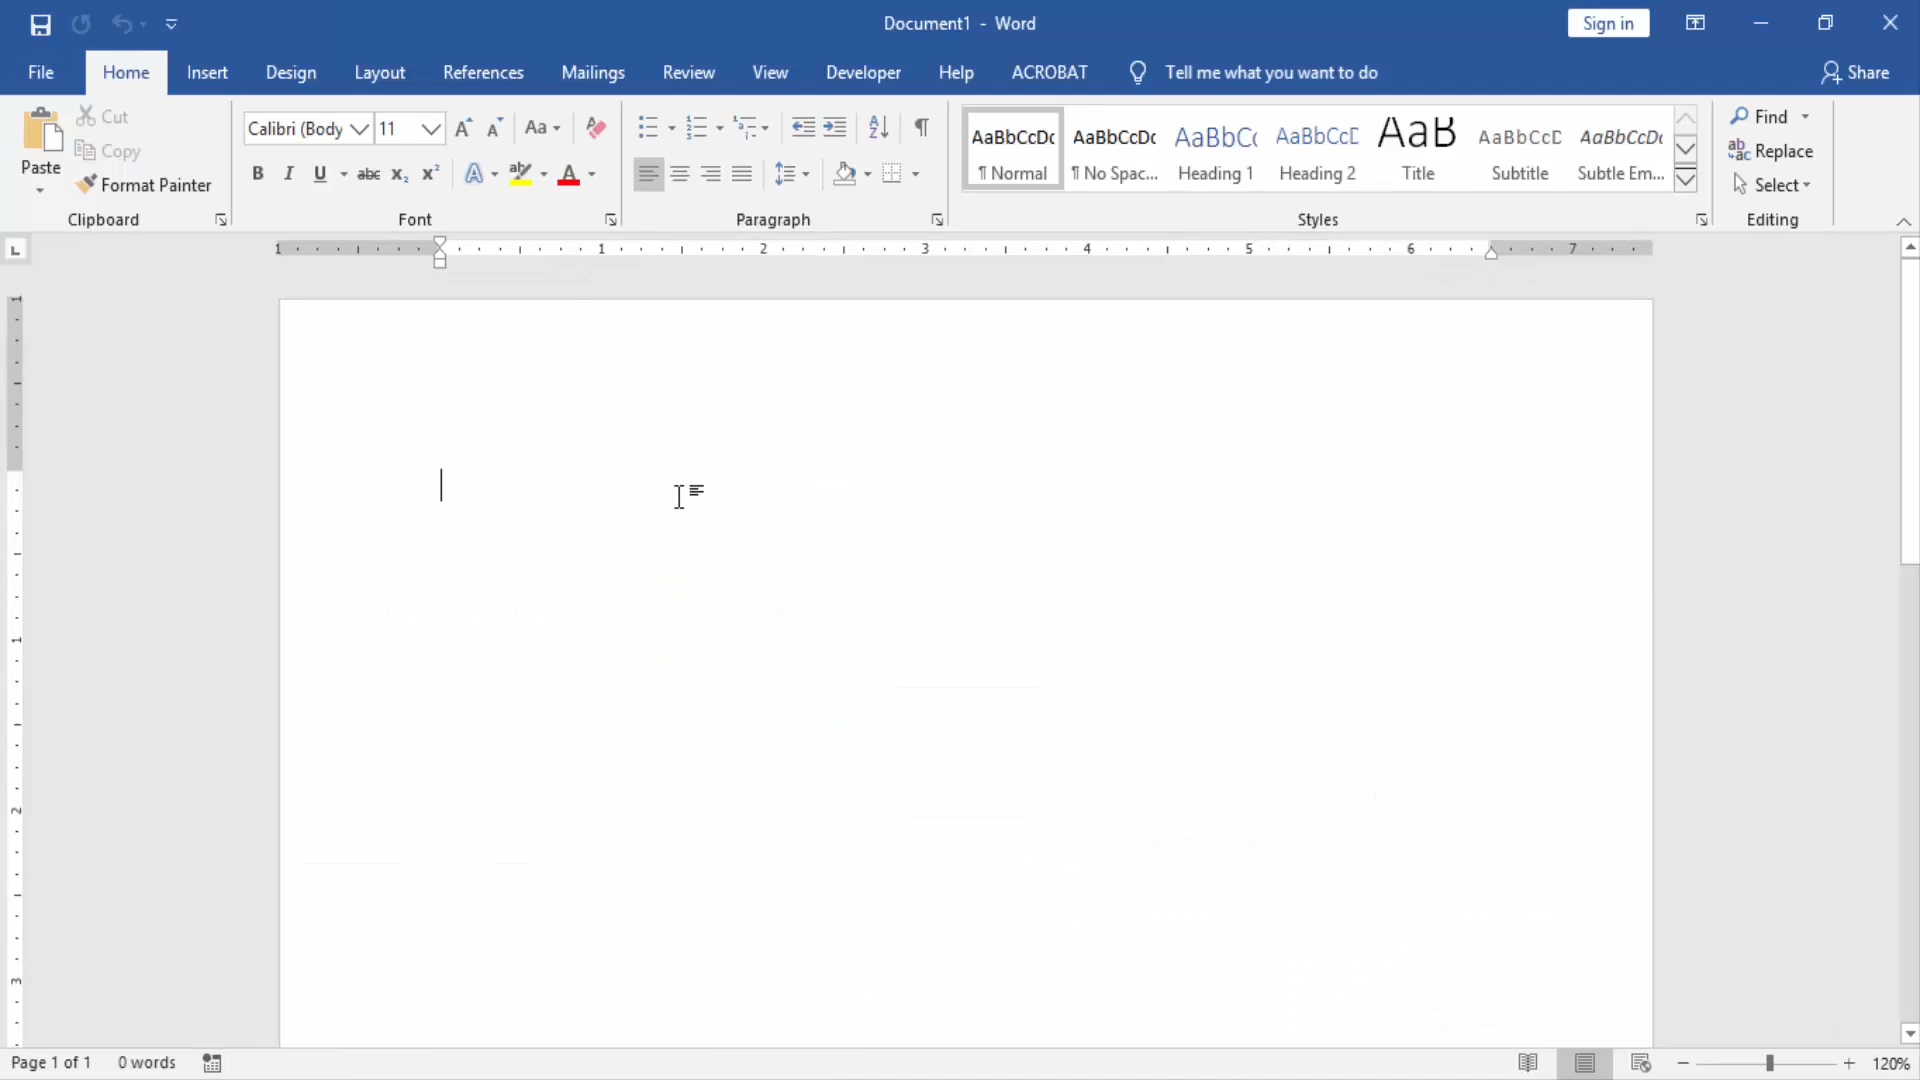 Document1 - Word
Sign in
File Home Insert Design Layout References Mailings Review View Developer Help ACROBAT Tell me what you want to do Share
Paste
Cut
Copy
Format Painter
Clipboard
Calibri (Body 11
Aa
B I U abc x₂ x²
A A
Font
Paragraph
AaBbCcDc AaBbCcDc AaBbCc AaBbCcD AaB AaBbCcD AaBbCcDc
¶ Normal ¶ No Spac... Heading 1 Heading 2 Title Subtitle Subtle Em...
Styles
Find
Replace
Select
Editing
1 1 2 3 4 5 6 7
1
1
2
3
Page 1 of 1 0 words 120%